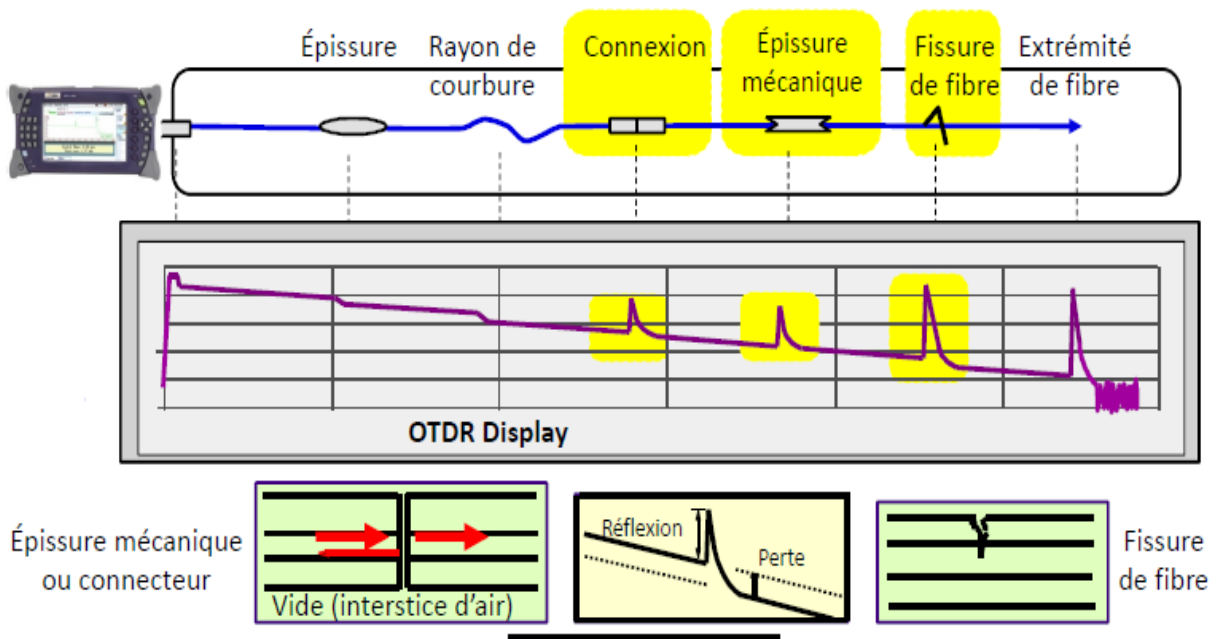 Épissure
Rayon de
courbure
Connexion
Épissure
mécanique
Fissure
de fibre
Extrémité
de fibre
OTDR Display
Épissure mécanique
ou connecteur
Vide (interstice d'air)
Réflexion
Perte
Fissure
de fibre